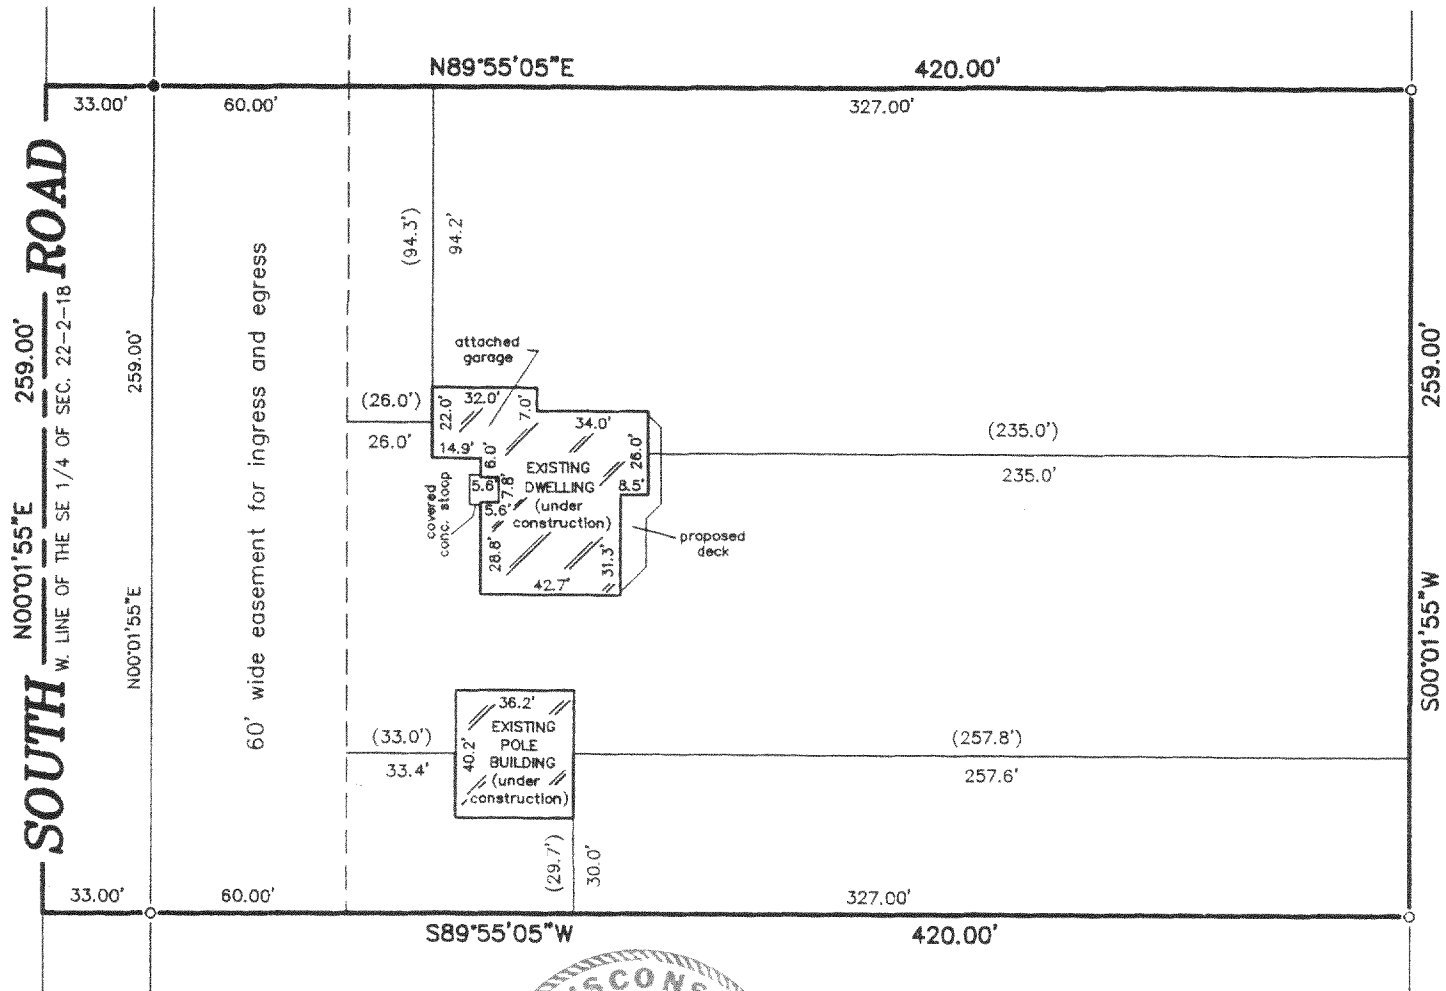 N89°55'05"E
420.00'
33.00'
60.00'
327.00'
SOUTH ROAD
N00°01'55"E 259.00'
W. LINE OF THE SE 1/4 OF SEC. 22-2-18
N00°01'55"E 259.00'
60' wide easement for ingress and egress
(94.3')
94.2'
attached
garage
(26.0')
26.0'
22.0'
32.0'
7.0'
34.0'
14.9'
6.0'
26.0'
5.6'
7.8'
5.6'
8.5'
EXISTING
DWELLING
(under
construction)
covered
conc. stoop
28.8'
31.3'
42.7'
proposed
deck
(235.0')
235.0'
259.00'
S00°01'55"W
36.2'
40.2'
EXISTING
POLE
BUILDING
(under
construction)
(33.0')
33.4'
(257.8')
257.6'
(29.7')
30.0'
33.00'
60.00'
327.00'
S89°55'05"W
420.00'
SCONS